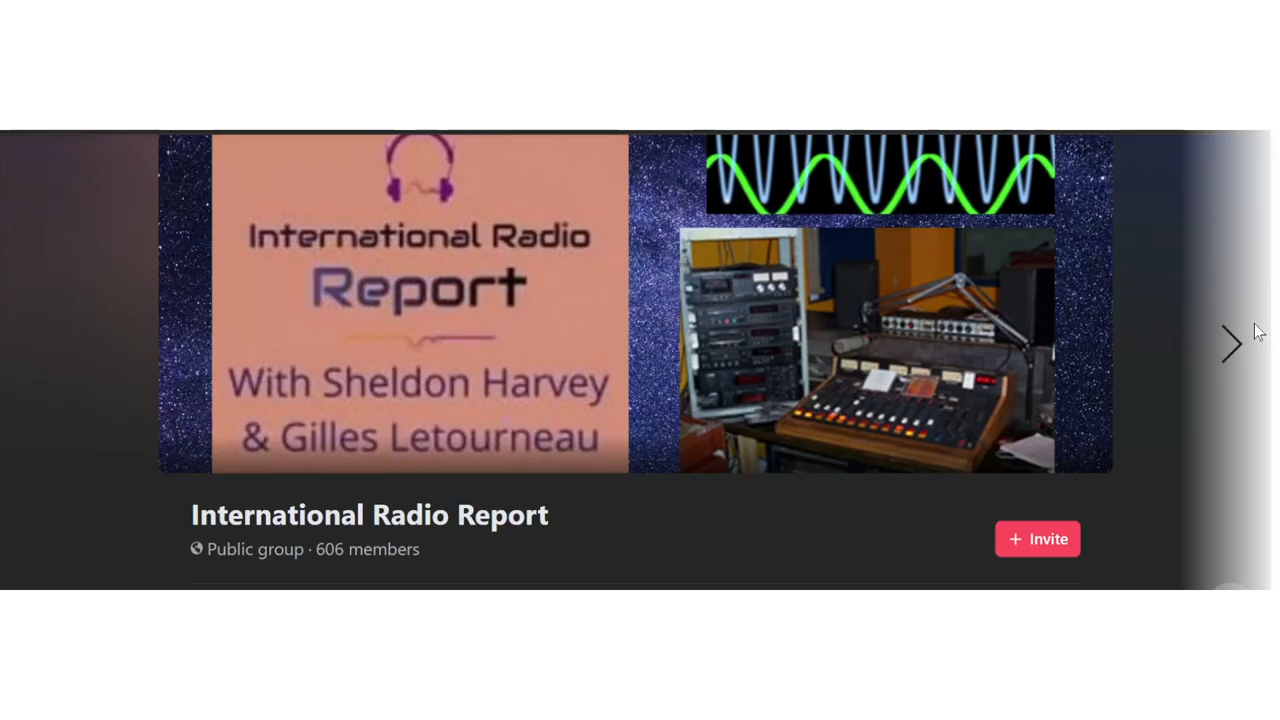 International Radio
Report
With Sheldon Harvey
& Gilles Letourneau
International Radio Report
Public group · 606 members
+ Invite